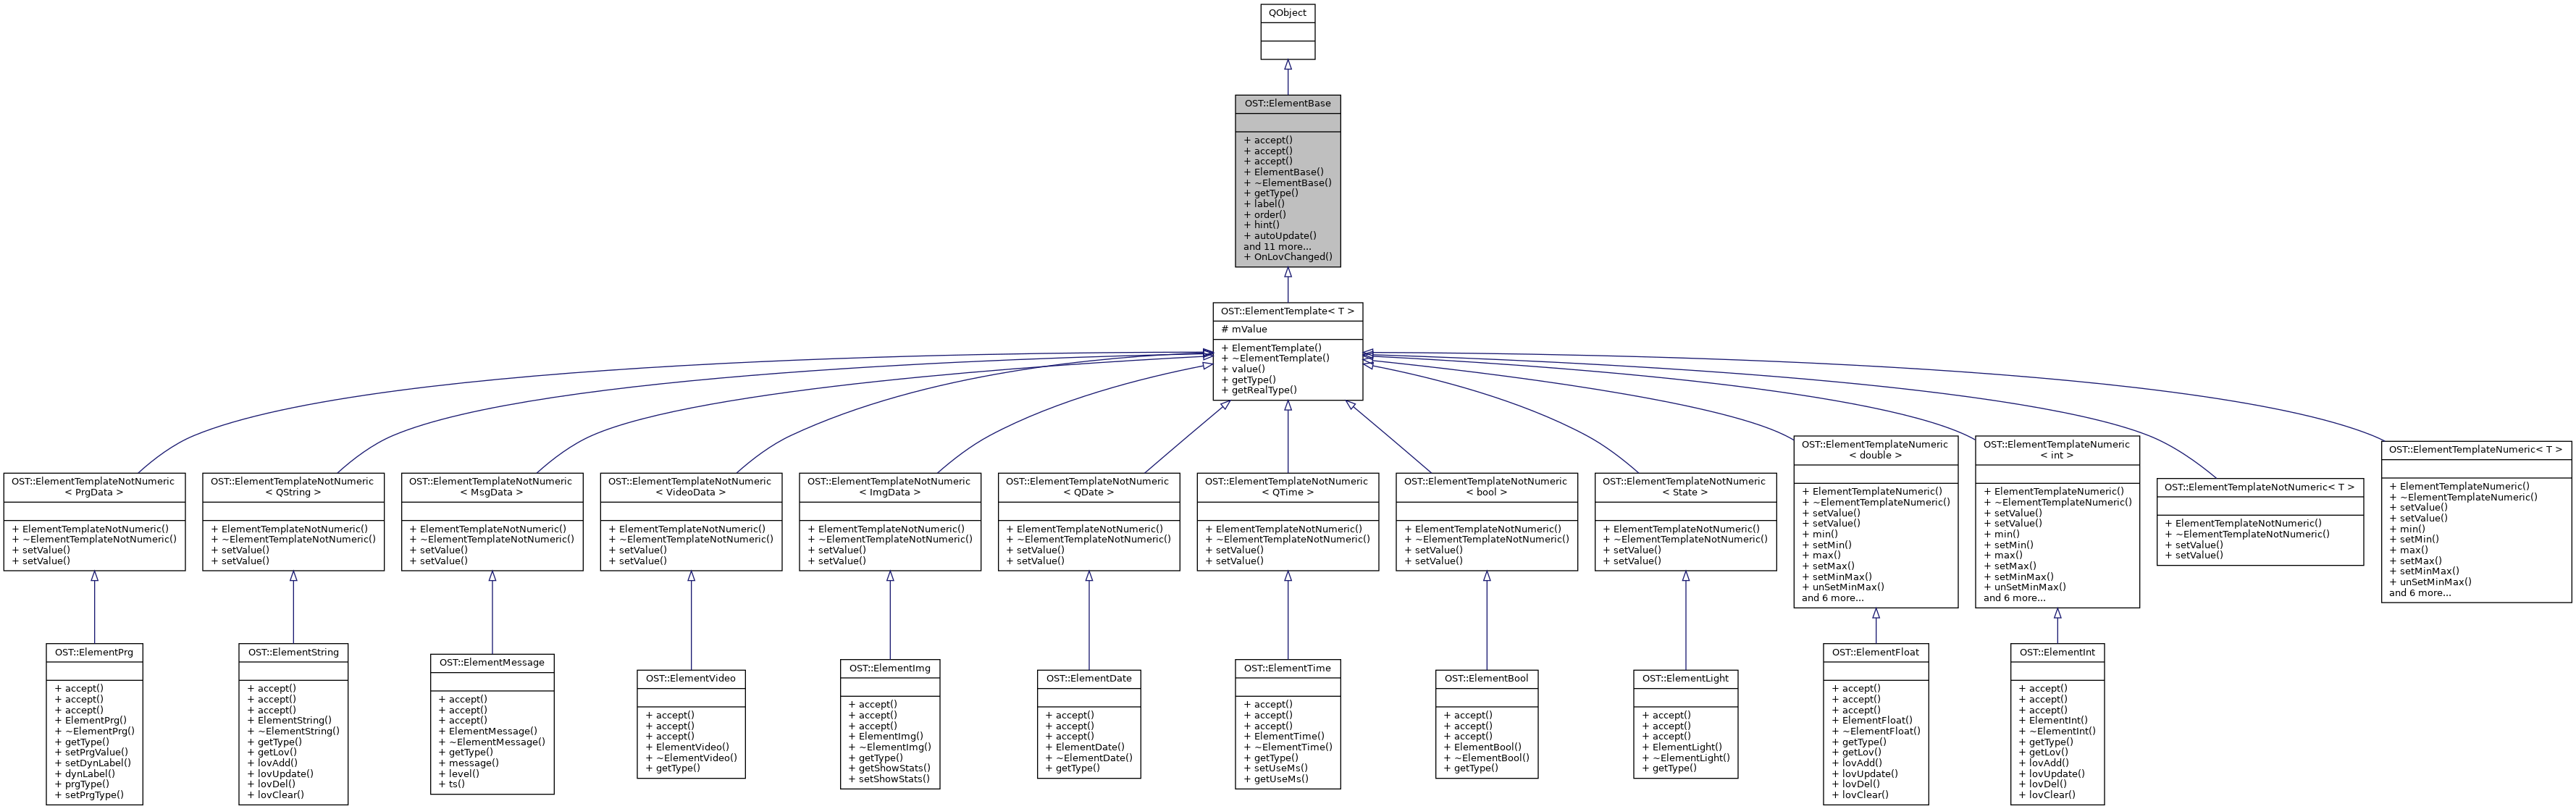 QObject
OST::ElementBase
+ accept()
+ accept()
+ accept()
+ ElementBase()
+ ~ElementBase()
+ getType()
+ label()
+ order()
+ hint()
+ autoUpdate()
and 11 more...
+ OnLovChanged()
OST::ElementTemplate< T >
# mValue
+ ElementTemplate()
+ ~ElementTemplate()
+ value()
+ getType()
+ getRealType()
OST::ElementTemplateNotNumeric
< PrgData >
+ ElementTemplateNotNumeric()
+ ~ElementTemplateNotNumeric()
+ setValue()
+ setValue()
OST::ElementTemplateNotNumeric
< QString >
+ ElementTemplateNotNumeric()
+ ~ElementTemplateNotNumeric()
+ setValue()
+ setValue()
OST::ElementTemplateNotNumeric
< MsgData >
+ ElementTemplateNotNumeric()
+ ~ElementTemplateNotNumeric()
+ setValue()
+ setValue()
OST::ElementTemplateNotNumeric
< VideoData >
+ ElementTemplateNotNumeric()
+ ~ElementTemplateNotNumeric()
+ setValue()
+ setValue()
OST::ElementTemplateNotNumeric
< ImgData >
+ ElementTemplateNotNumeric()
+ ~ElementTemplateNotNumeric()
+ setValue()
+ setValue()
OST::ElementTemplateNotNumeric
< QDate >
+ ElementTemplateNotNumeric()
+ ~ElementTemplateNotNumeric()
+ setValue()
+ setValue()
OST::ElementTemplateNotNumeric
< QTime >
+ ElementTemplateNotNumeric()
+ ~ElementTemplateNotNumeric()
+ setValue()
+ setValue()
OST::ElementTemplateNotNumeric
< bool >
+ ElementTemplateNotNumeric()
+ ~ElementTemplateNotNumeric()
+ setValue()
+ setValue()
OST::ElementTemplateNotNumeric
< State >
+ ElementTemplateNotNumeric()
+ ~ElementTemplateNotNumeric()
+ setValue()
+ setValue()
OST::ElementTemplateNumeric
< double >
+ ElementTemplateNumeric()
+ ~ElementTemplateNumeric()
+ setValue()
+ setValue()
+ min()
+ setMin()
+ max()
+ setMax()
+ setMinMax()
+ unSetMinMax()
and 6 more...
OST::ElementTemplateNumeric
< int >
+ ElementTemplateNumeric()
+ ~ElementTemplateNumeric()
+ setValue()
+ setValue()
+ min()
+ setMin()
+ max()
+ setMax()
+ setMinMax()
+ unSetMinMax()
and 6 more...
OST::ElementTemplateNotNumeric< T >
+ ElementTemplateNotNumeric()
+ ~ElementTemplateNotNumeric()
+ setValue()
+ setValue()
OST::ElementTemplateNumeric< T >
+ ElementTemplateNumeric()
+ ~ElementTemplateNumeric()
+ setValue()
+ setValue()
+ min()
+ setMin()
+ max()
+ setMax()
+ setMinMax()
+ unSetMinMax()
and 6 more...
OST::ElementPrg
+ accept()
+ accept()
+ accept()
+ ElementPrg()
+ ~ElementPrg()
+ getType()
+ setPrgValue()
+ setDynLabel()
+ dynLabel()
+ prgType()
+ setPrgType()
OST::ElementString
+ accept()
+ accept()
+ accept()
+ ElementString()
+ ~ElementString()
+ getType()
+ getLov()
+ lovAdd()
+ lovUpdate()
+ lovDel()
+ lovClear()
OST::ElementMessage
+ accept()
+ accept()
+ accept()
+ ElementMessage()
+ ~ElementMessage()
+ getType()
+ message()
+ level()
+ ts()
OST::ElementVideo
+ accept()
+ accept()
+ accept()
+ ElementVideo()
+ ~ElementVideo()
+ getType()
OST::ElementImg
+ accept()
+ accept()
+ accept()
+ ElementImg()
+ ~ElementImg()
+ getType()
+ getShowStats()
+ setShowStats()
OST::ElementDate
+ accept()
+ accept()
+ accept()
+ ElementDate()
+ ~ElementDate()
+ getType()
OST::ElementTime
+ accept()
+ accept()
+ accept()
+ ElementTime()
+ ~ElementTime()
+ getType()
+ setUseMs()
+ getUseMs()
OST::ElementBool
+ accept()
+ accept()
+ accept()
+ ElementBool()
+ ~ElementBool()
+ getType()
OST::ElementLight
+ accept()
+ accept()
+ accept()
+ ElementLight()
+ ~ElementLight()
+ getType()
OST::ElementFloat
+ accept()
+ accept()
+ accept()
+ ElementFloat()
+ ~ElementFloat()
+ getType()
+ getLov()
+ lovAdd()
+ lovUpdate()
+ lovDel()
+ lovClear()
OST::ElementInt
+ accept()
+ accept()
+ accept()
+ ElementInt()
+ ~ElementInt()
+ getType()
+ getLov()
+ lovAdd()
+ lovUpdate()
+ lovDel()
+ lovClear()